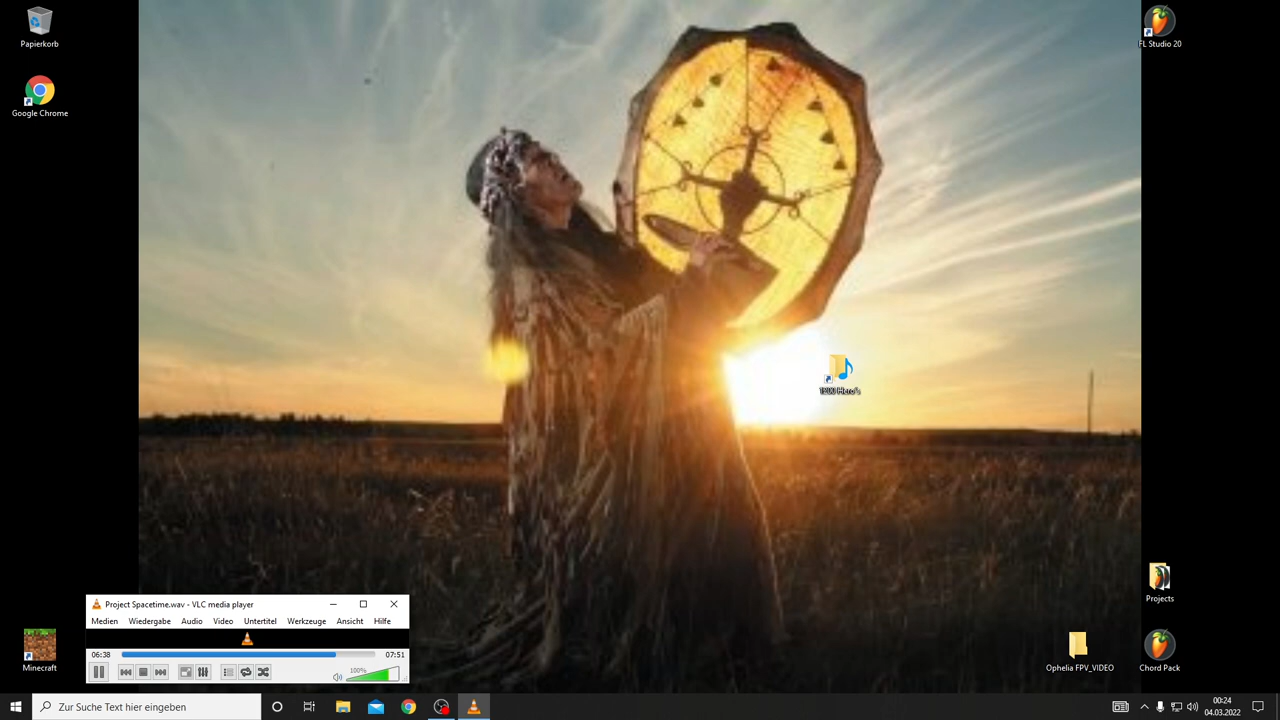 Papierkorb
Google Chrome
FL Studio 20
1200 Hero's
Projects
Ophelia FPV_VIDEO
Chord Pack
Minecraft
Project Spacetime.wav - VLC media player
Medien Wiedergabe Audio Video Untertitel Werkzeuge Ansicht Hilfe
06:38
07:51
100%
Zur Suche Text hier eingeben
00:24
04.03.2022